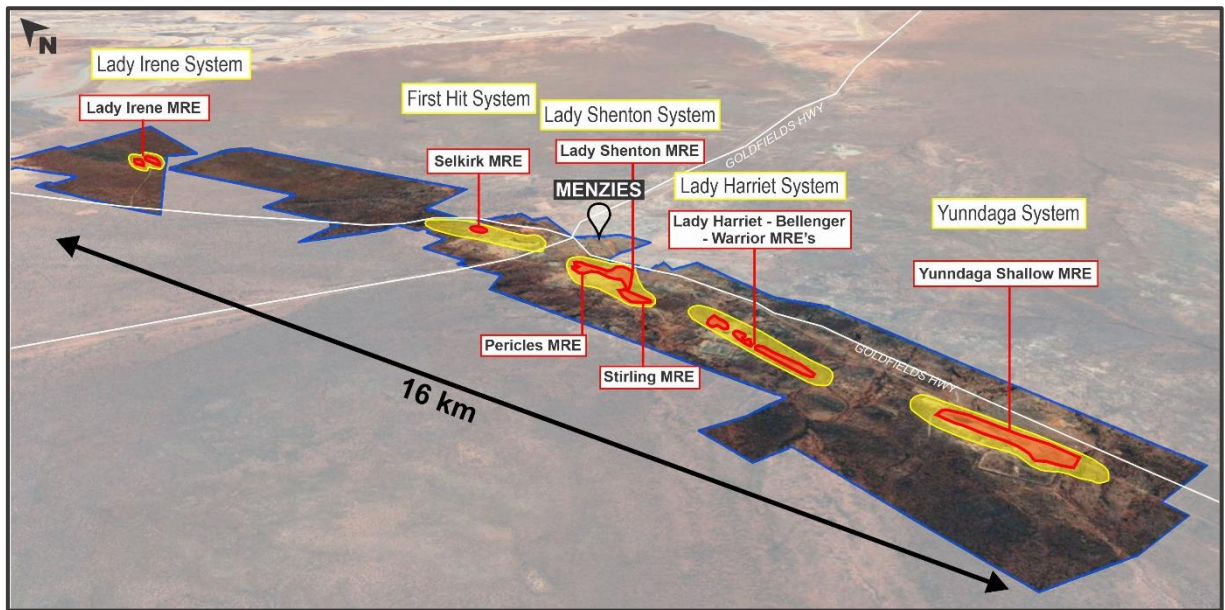 N
Lady Irene System
Lady Irene MRE
First Hit System
Selkirk MRE
Lady Shenton System
Lady Shenton MRE
MENZIES
GOLDFIELDS HWY
Lady Harriet System
Lady Harriet - Bellenger
- Warrior MRE's
Yunndaga System
Yunndaga Shallow MRE
Pericles MRE
Stirling MRE
GOLDFIELDS HWY
16 km